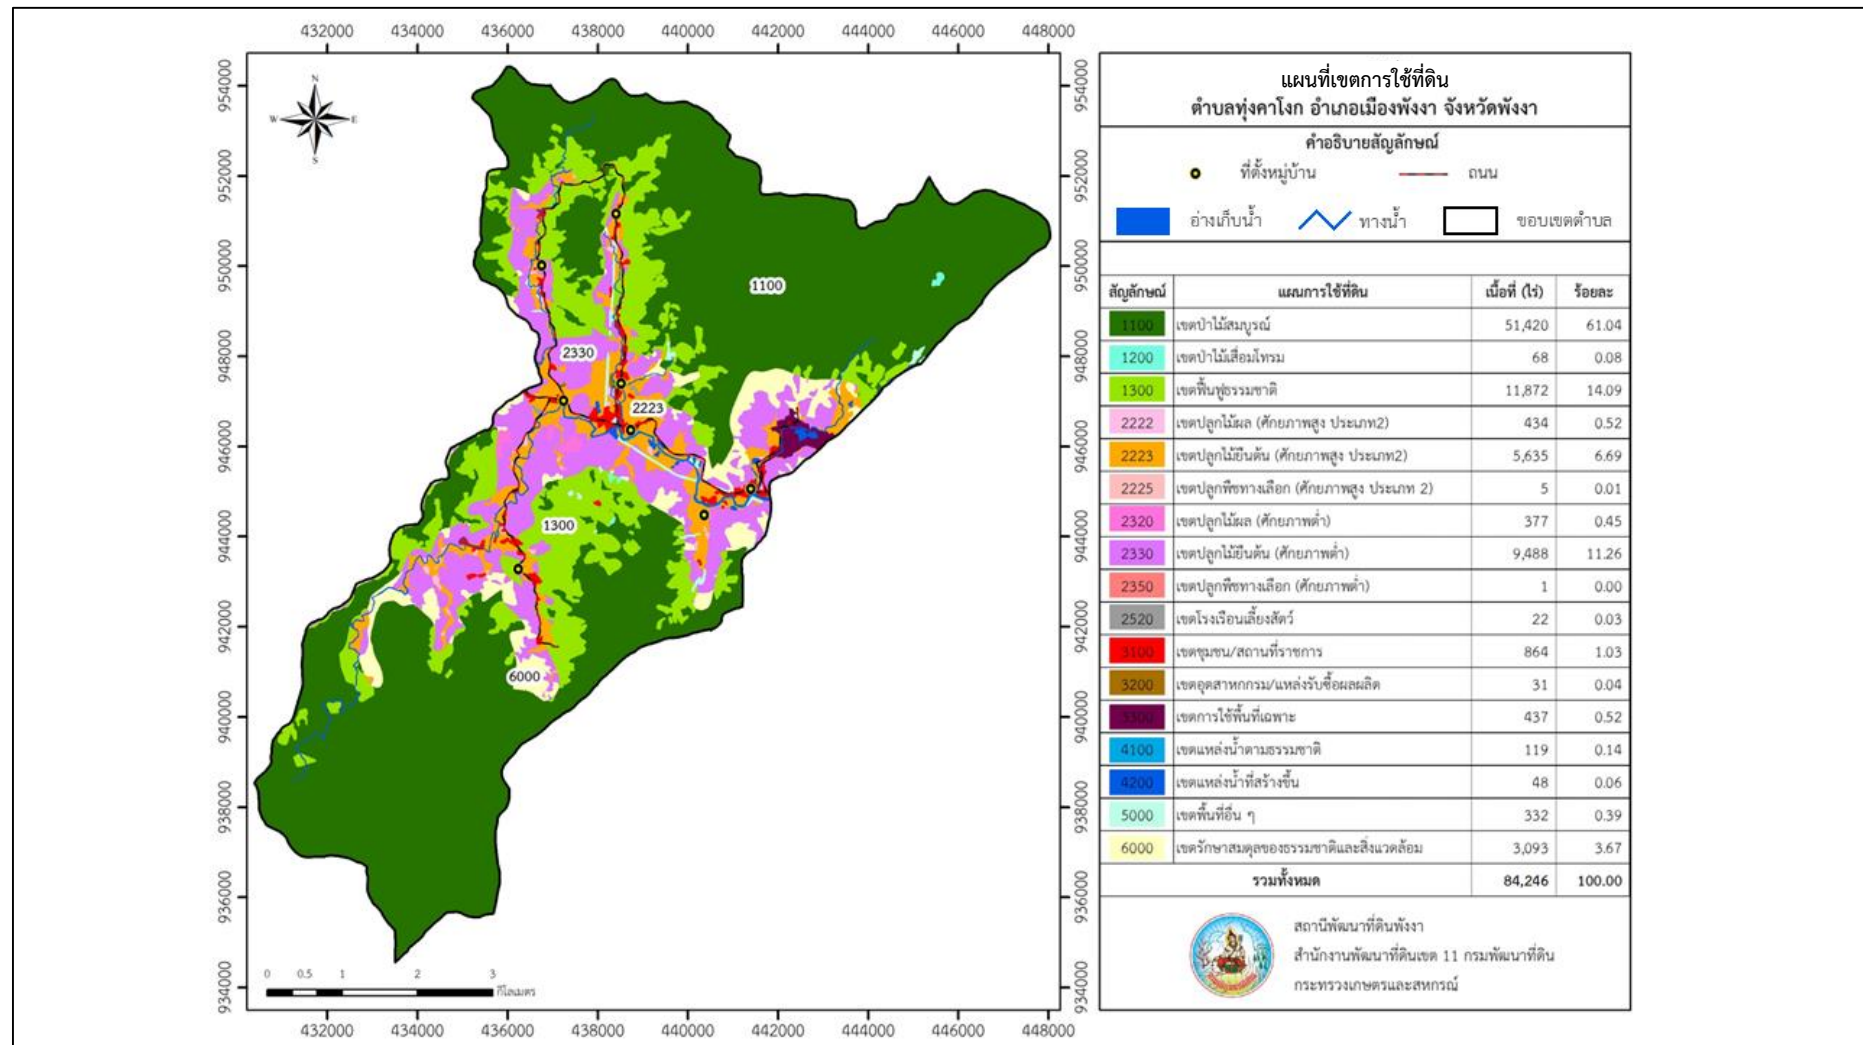 432000 434000 436000 438000 440000 442000 444000 446000 448000
แผนที่เขตการใช้ที่ดิน
ตำบลทุ่งคาโงก อำเภอเมืองพังงา จังหวัดพังงา
คำอธิบายสัญลักษณ์
ที่ตั้งหมู่บ้าน ถนน
อ่างเก็บน้ำ ทางน้ำ ขอบเขตตำบล
สัญลักษณ์ แผนการใช้ที่ดิน เนื้อที่ (ไร่) ร้อยละ
1100 เขตป่าไม้สมบูรณ์ 51,420 61.04
1200 เขตป่าไม้เสื่อมโทรม 68 0.08
1300 เขตฟื้นฟูธรรมชาติ 11,872 14.09
2222 เขตปลูกไม้ผล (ศักยภาพสูง ประเภท2) 434 0.52
2223 เขตปลูกไม้ยืนต้น (ศักยภาพสูง ประเภท2) 5,635 6.69
2225 เขตปลูกพืชทางเลือก (ศักยภาพสูง ประเภท 2) 5 0.01
2320 เขตปลูกไม้ผล (ศักยภาพต่ำ) 377 0.45
2330 เขตปลูกไม้ยืนต้น (ศักยภาพต่ำ) 9,488 11.26
2350 เขตปลูกพืชทางเลือก (ศักยภาพต่ำ) 1 0.00
2520 เขตโรงเรือนเลี้ยงสัตว์ 22 0.03
3100 เขตชุมชน/สถานที่ราชการ 864 1.03
3200 เขตอุตสาหกกรม/แหล่งรับซื้อผลผลิต 31 0.04
3300 เขตการใช้พื้นที่เฉพาะ 437 0.52
4100 เขตแหล่งน้ำตามธรรมชาติ 119 0.14
4200 เขตแหล่งน้ำที่สร้างขึ้น 48 0.06
5000 เขตพื้นที่อื่น ๆ 332 0.39
6000 เขตรักษาสมดุลของธรรมชาติและสิ่งแวดล้อม 3,093 3.67
รวมทั้งหมด 84,246 100.00
สถานีพัฒนาที่ดินพังงา
สำนักงานพัฒนาที่ดินเขต 11 กรมพัฒนาที่ดิน
กระทรวงเกษตรและสหกรณ์
N
W E
S
954000 954000
952000 952000
950000 950000
948000 948000
946000 946000
944000 944000
942000 942000
940000 940000
938000 938000
936000 936000
934000 934000
1100
2330
2223
1300
6000
0 0.5 1 2 3
กิโลเมตร
432000 434000 436000 438000 440000 442000 444000 446000 448000